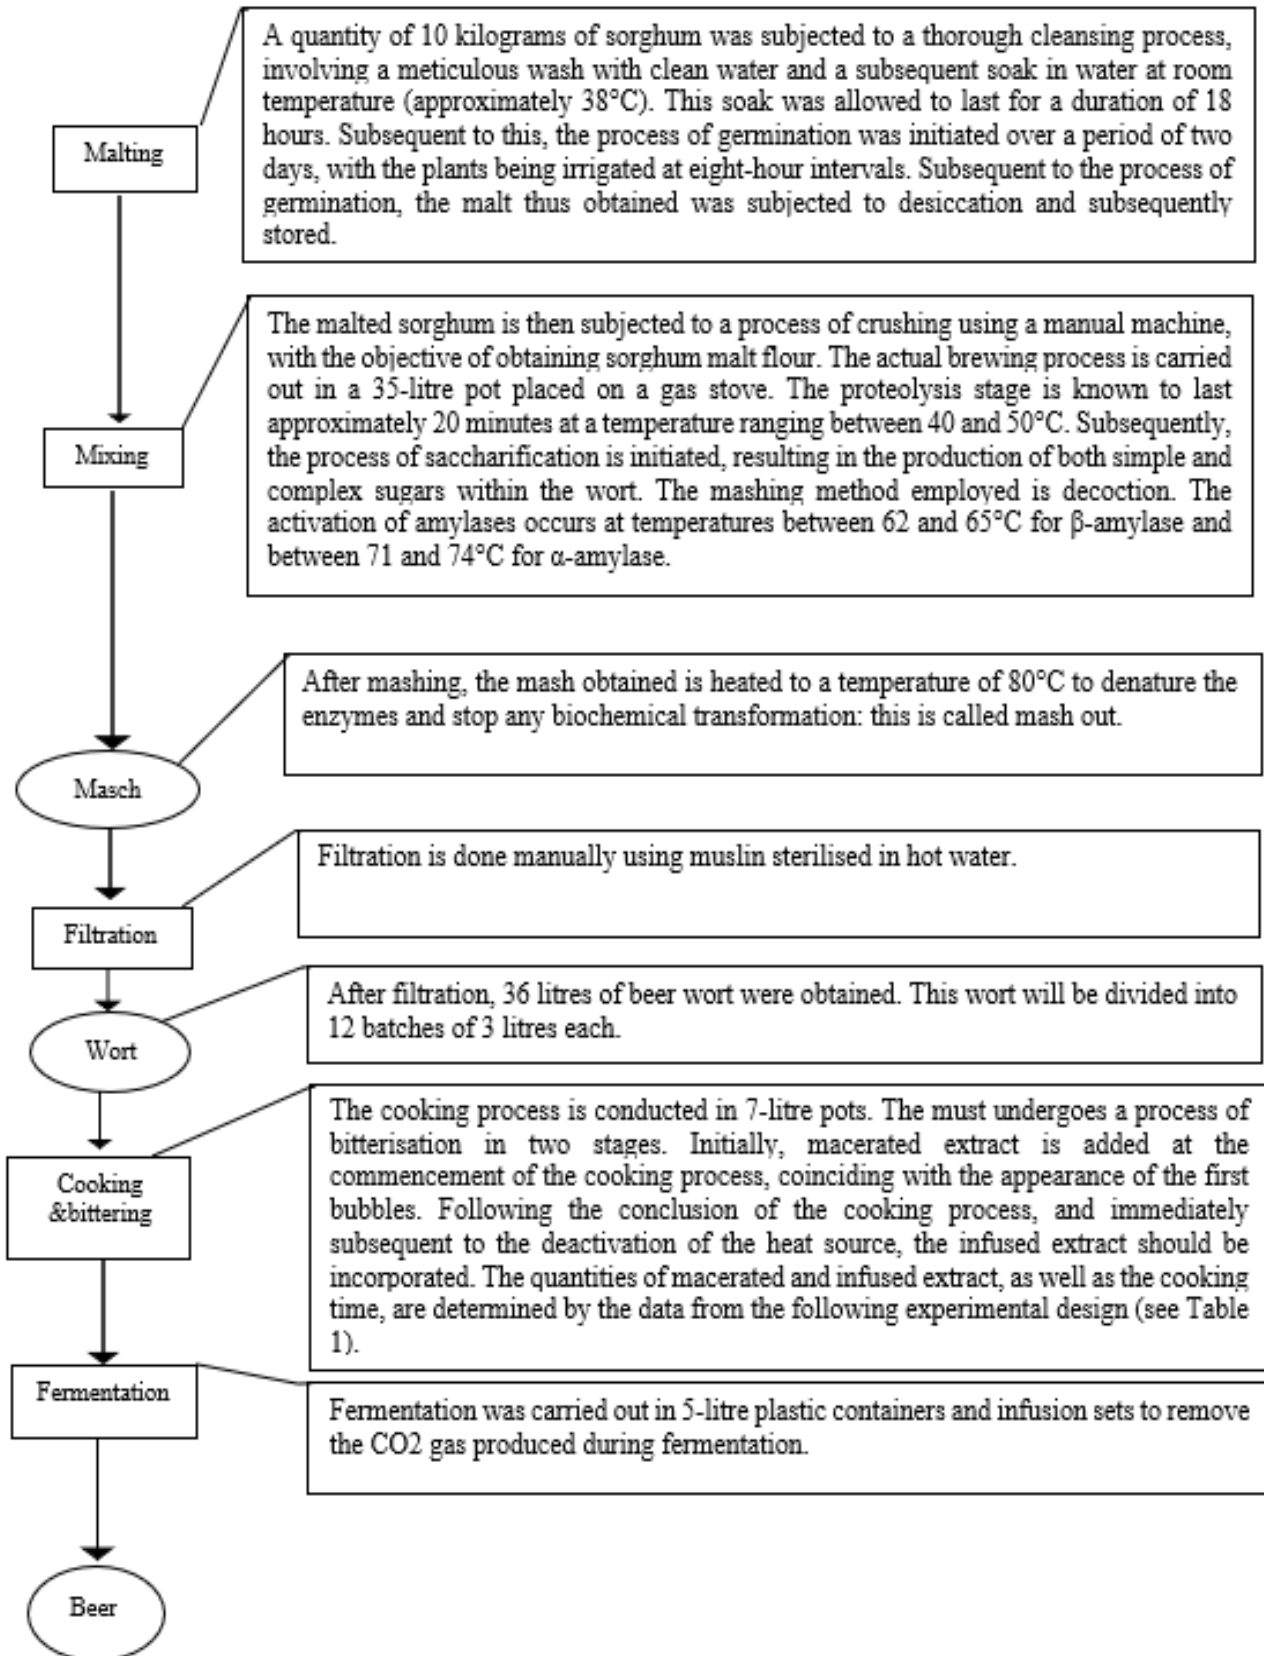 A quantity of 10 kilograms of sorghum was subjected to a thorough cleansing process,
involving a meticulous wash with clean water and a subsequent soak in water at room
temperature (approximately 38°C). This soak was allowed to last for a duration of 18
hours. Subsequent to this, the process of germination was initiated over a period of two
days, with the plants being irrigated at eight-hour intervals. Subsequent to the process of
germination, the malt thus obtained was subjected to desiccation and subsequently
stored.
Malting
The malted sorghum is then subjected to a process of crushing using a manual machine,
with the objective of obtaining sorghum malt flour. The actual brewing process is carried
out in a 35-litre pot placed on a gas stove. The proteolysis stage is known to last
approximately 20 minutes at a temperature ranging between 40 and 50°C. Subsequently,
the process of saccharification is initiated, resulting in the production of both simple and
complex sugars within the wort. The mashing method employed is decoction. The
activation of amylases occurs at temperatures between 62 and 65°C for β-amylase and
between 71 and 74°C for α-amylase.
Mixing
After mashing, the mash obtained is heated to a temperature of 80°C to denature the
enzymes and stop any biochemical transformation: this is called mash out.
Masch
Filtration is done manually using muslin sterilised in hot water.
Filtration
After filtration, 36 litres of beer wort were obtained. This wort will be divided into
12 batches of 3 litres each.
Wort
The cooking process is conducted in 7-litre pots. The must undergoes a process of
bitterisation in two stages. Initially, macerated extract is added at the
commencement of the cooking process, coinciding with the appearance of the first
bubbles. Following the conclusion of the cooking process, and immediately
subsequent to the deactivation of the heat source, the infused extract should be
incorporated. The quantities of macerated and infused extract, as well as the cooking
time, are determined by the data from the following experimental design (see Table
1).
Cooking
&bittering
Fermentation
Fermentation was carried out in 5-litre plastic containers and infusion sets to remove
the CO2 gas produced during fermentation.
Beer